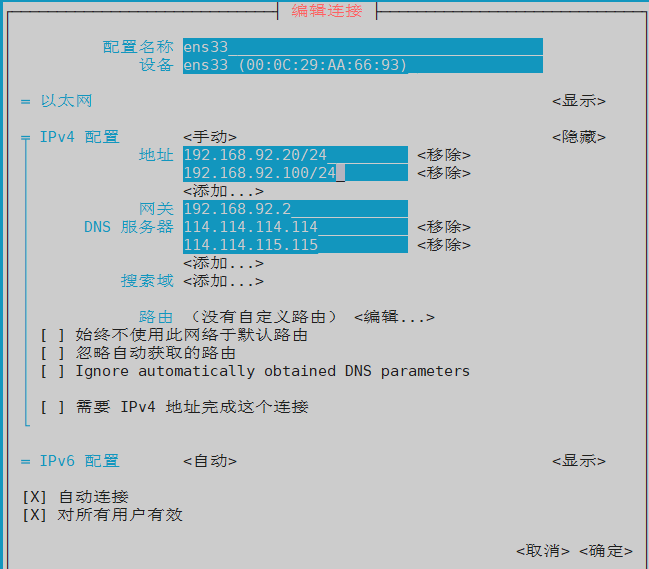 编辑连接
配置名称 ens33
设备 ens33 (00:0C:29:AA:66:93)
= 以太网 <显示>
= IPv4 配置 <手动> <隐藏>
地址 192.168.92.20/24 <移除>
192.168.92.100/24 <移除>
<添加...>
网关 192.168.92.2
DNS 服务器 114.114.114.114 <移除>
114.114.115.115 <移除>
<添加...>
搜索域 <添加...>
路由 （没有自定义路由） <编辑...>
[ ] 始终不使用此网络于默认路由
[ ] 忽略自动获取的路由
[ ] Ignore automatically obtained DNS parameters
[ ] 需要 IPv4 地址完成这个连接
= IPv6 配置 <自动> <显示>
[X] 自动连接
[X] 对所有用户有效
<取消> <确定>